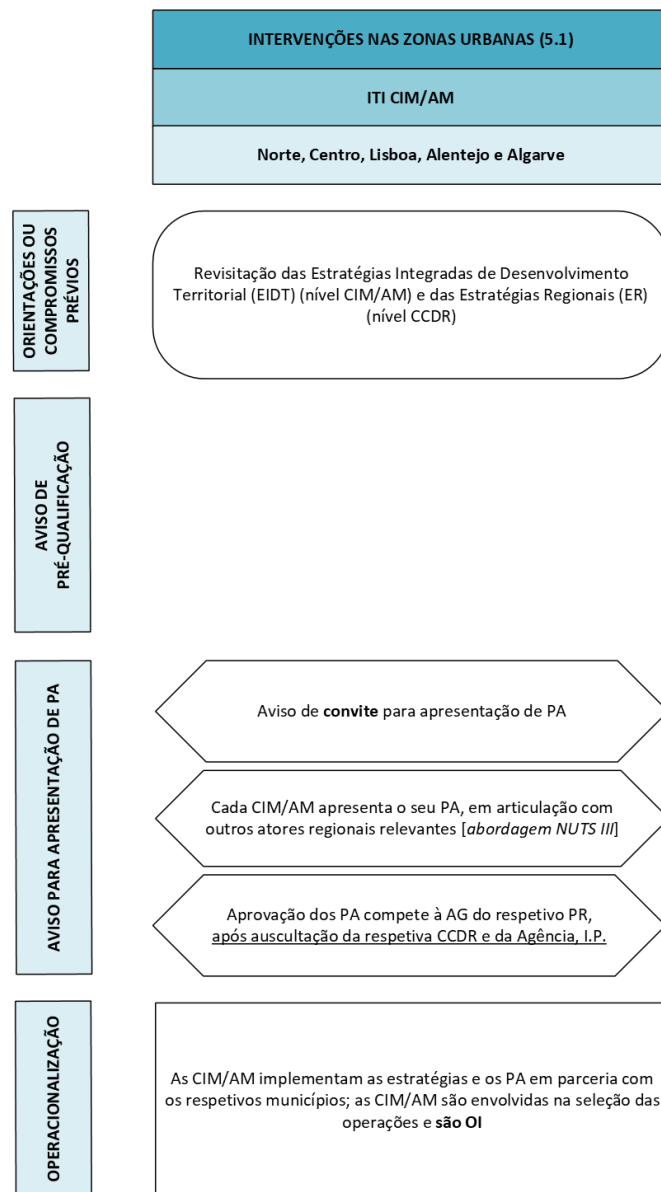 INTERVENÇÕES NAS ZONAS URBANAS (5.1)
ITI CIM/AM
Norte, Centro, Lisboa, Alentejo e Algarve
ORIENTAÇÕES OU
COMPROMISSOS
PRÉVIOS
Revisitação das Estratégias Integradas de Desenvolvimento
Territorial (EIDT) (nível CIM/AM) e das Estratégias Regionais (ER)
(nível CCDR)
AVISO DE
PRÉ-QUALIFICAÇÃO
AVISO PARA APRESENTAÇÃO DE PA
Aviso de convite para apresentação de PA
Cada CIM/AM apresenta o seu PA, em articulação com
outros atores regionais relevantes [abordagem NUTS III]
Aprovação dos PA compete à AG do respetivo PR,
após auscultação da respetiva CCDR e da Agência, I.P.
OPERACIONALIZAÇÃO
As CIM/AM implementam as estratégias e os PA em parceria com
os respetivos municípios; as CIM/AM são envolvidas na seleção das
operações e são OI